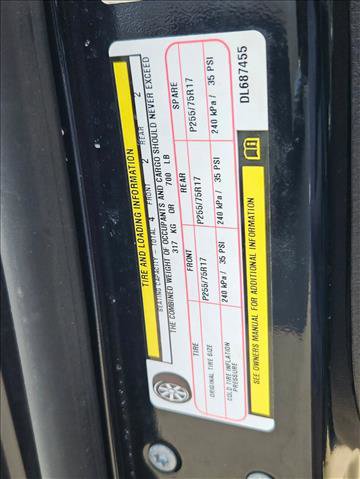 TIRE AND LOADING INFORMATION
SEATING CAPACITY - TOTAL 4 FRONT 2 REAR 2
THE COMBINED WEIGHT OF OCCUPANTS AND CARGO SHOULD NEVER EXCEED
317 KG OR 700 LB
TIRE FRONT REAR SPARE
ORIGINAL TIRE SIZE P255/75R17 P255/75R17 P255/75R17
COLD TIRE INFLATION PRESSURE 240 kPa / 35 PSI 240 kPa / 35 PSI 240 kPa / 35 PSI
SEE OWNERS MANUAL FOR ADDITIONAL INFORMATION
DL687455